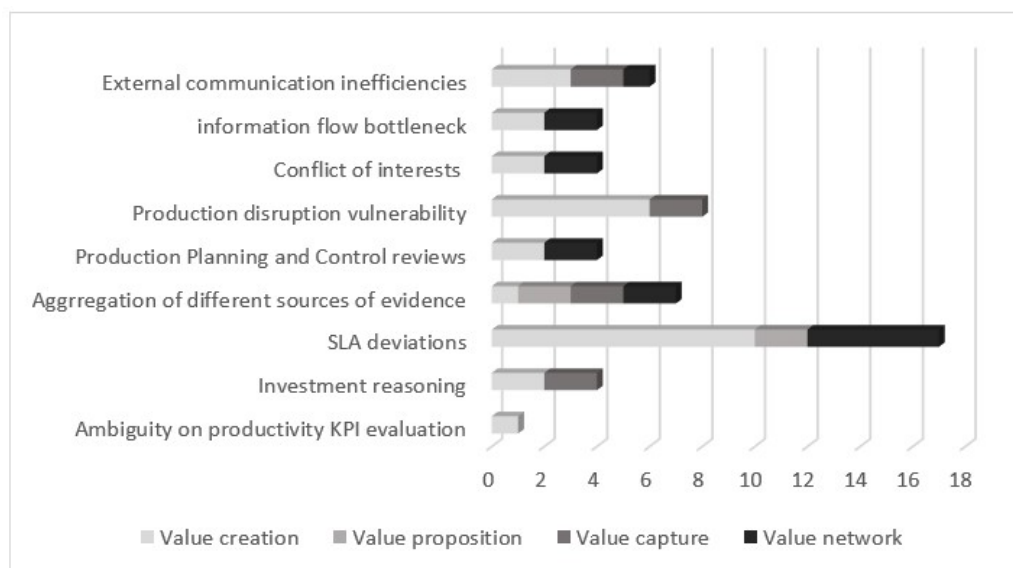 External communication inefficiencies
information flow bottleneck
Conflict of interests
Production disruption vulnerability
Production Planning and Control reviews
Aggrregation of different sources of evidence
SLA deviations
Investment reasoning
Ambiguity on productivity KPI evaluation
0 2 4 6 8 10 12 14 16 18
Value creation Value proposition Value capture Value network